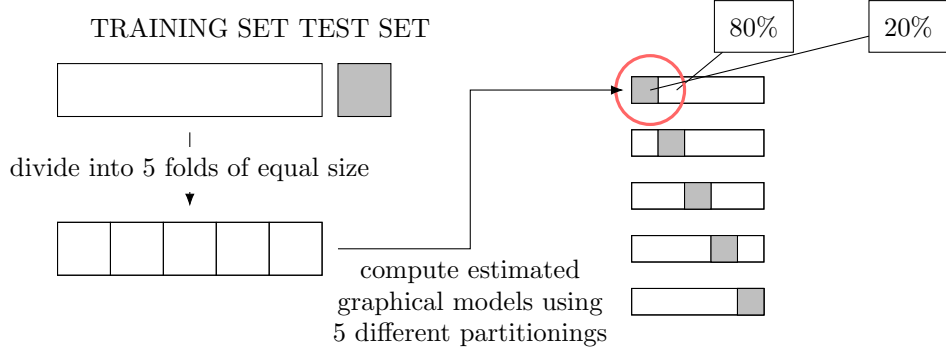 TRAINING SET TEST SET
80%
20%
divide into 5 folds of equal size
compute estimated
graphical models using
5 different partitionings